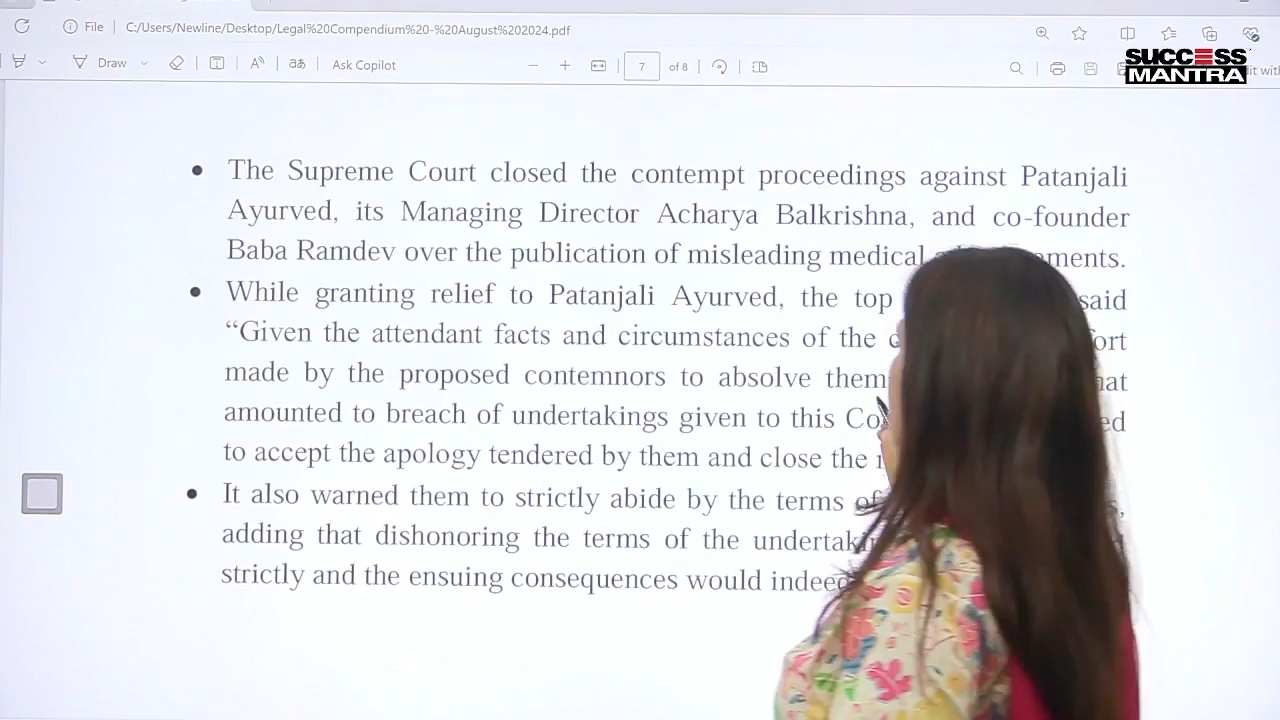 File C:/Users/Newline/Desktop/Legal%20Compendium%20-%20August%202024.pdf
Draw Ask Copilot 7 of 8
SUCCESS
MANTRA
• The Supreme Court closed the contempt proceedings against Patanjali
Ayurved, its Managing Director Acharya Balkrishna, and co-founder
Baba Ramdev over the publication of misleading medical
• While granting relief to Patanjali Ayurved, the top said
“Given the attendant facts and circumstances of the
made by the proposed contemnors to absolve
amounted to breach of undertakings given to this
to accept the apology tendered by them and close the
• It also warned them to strictly abide by the terms of
adding that dishonoring the terms of the
strictly and the ensuing consequences would